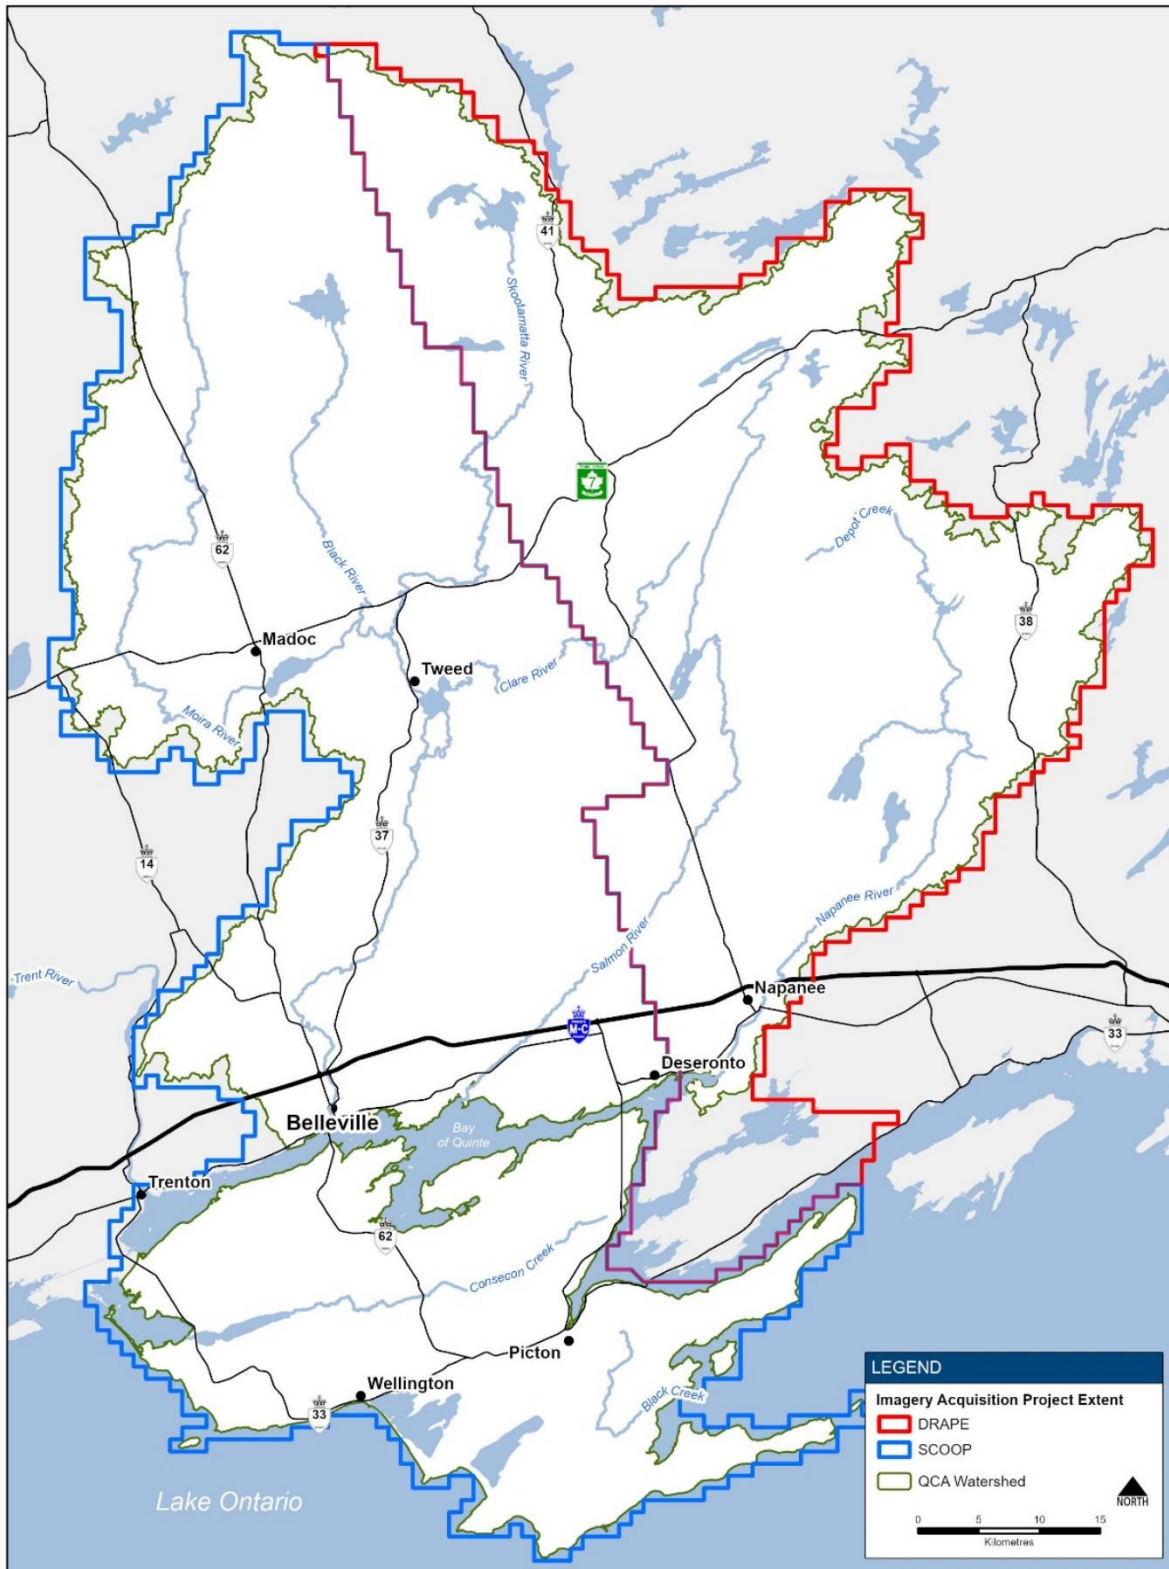 41
Skootamatta River
7
Depot Creek
62
Black River
38
Madoc
Tweed
Clare River
Moira River
37
14
Napanee River
Salmon River
Trent River
Napanee
M-C
33
Deseronto
Belleville
Bay
of Quinte
Trenton
62
Consecon Creek
Picton
Wellington
Black Creek
33
Lake Ontario
LEGEND
Imagery Acquisition Project Extent
DRAPE
SCOOP
QCA Watershed
NORTH
0 5 10 15
Kilometres